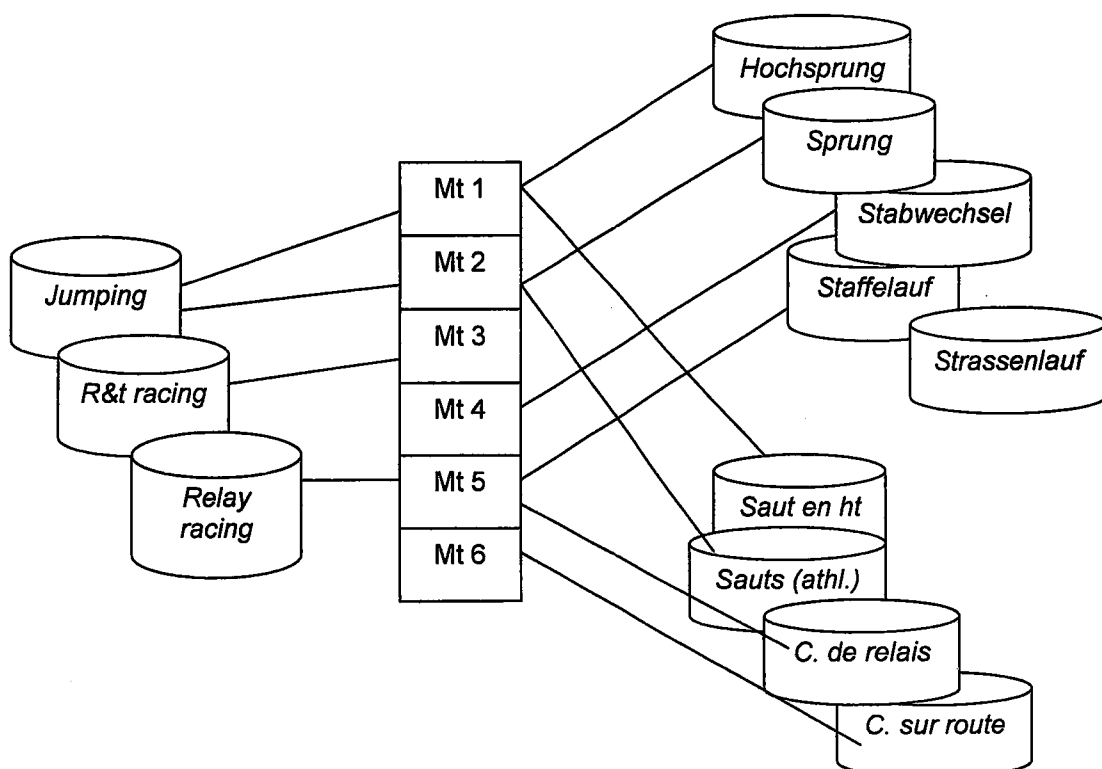 Hochsprung
Sprung
Stabwechsel
Staffelauf
Strassenlauf
Mt 1
Mt 2
Mt 3
Mt 4
Mt 5
Mt 6
Jumping
R&t racing
Relay
racing
Saut en ht
Sauts (athl.)
C. de relais
C. sur route